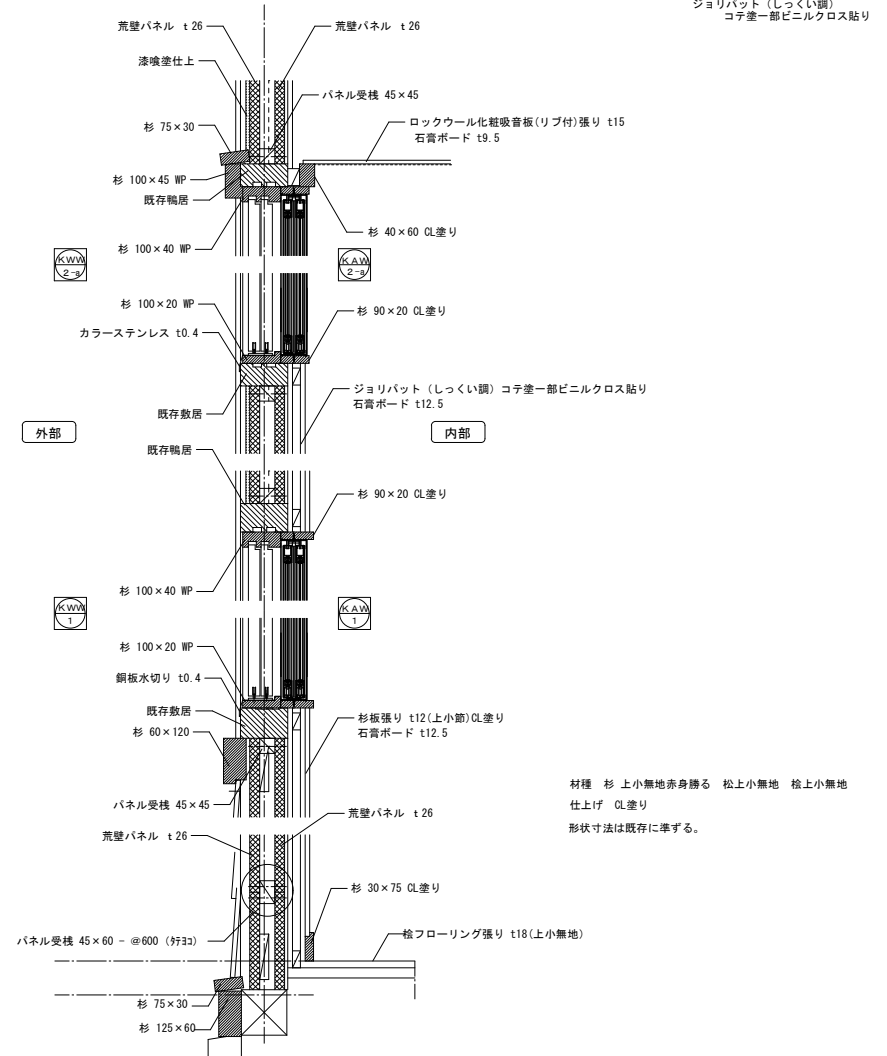 ジョリパット（しっくい調）
コテ塗一部ビニルクロス貼り
荒壁パネル t26
荒壁パネル t26
漆喰塗仕上
パネル受桟 45×45
ロックウール化粧吸音板(リブ付)張り t15
石膏ボード t9.5
杉 75×30
杉 100×45 WP
既存鴨居
杉 40×60 CL塗り
杉 100×40 WP
KWW
2-a
KAW
2-a
杉 100×20 WP
杉 90×20 CL塗り
カラーステンレス t0.4
ジョリパット（しっくい調）コテ塗一部ビニルクロス貼り
石膏ボード t12.5
既存敷居
外部
内部
既存鴨居
杉 90×20 CL塗り
杉 100×40 WP
KWW
1
KAW
1
杉 100×20 WP
銅板水切り t0.4
既存敷居
杉板張り t12(上小節)CL塗り
石膏ボード t12.5
杉 60×120
材種　杉 上小無地赤身勝る　松上小無地　桧上小無地
仕上げ　CL塗り
形状寸法は既存に準ずる。
パネル受桟 45×45
荒壁パネル t26
荒壁パネル t26
杉 30×75 CL塗り
パネル受桟 45×60 - @600 (ﾀﾃﾖｺ)
桧フローリング張り t18(上小無地)
杉 75×30
杉 125×60